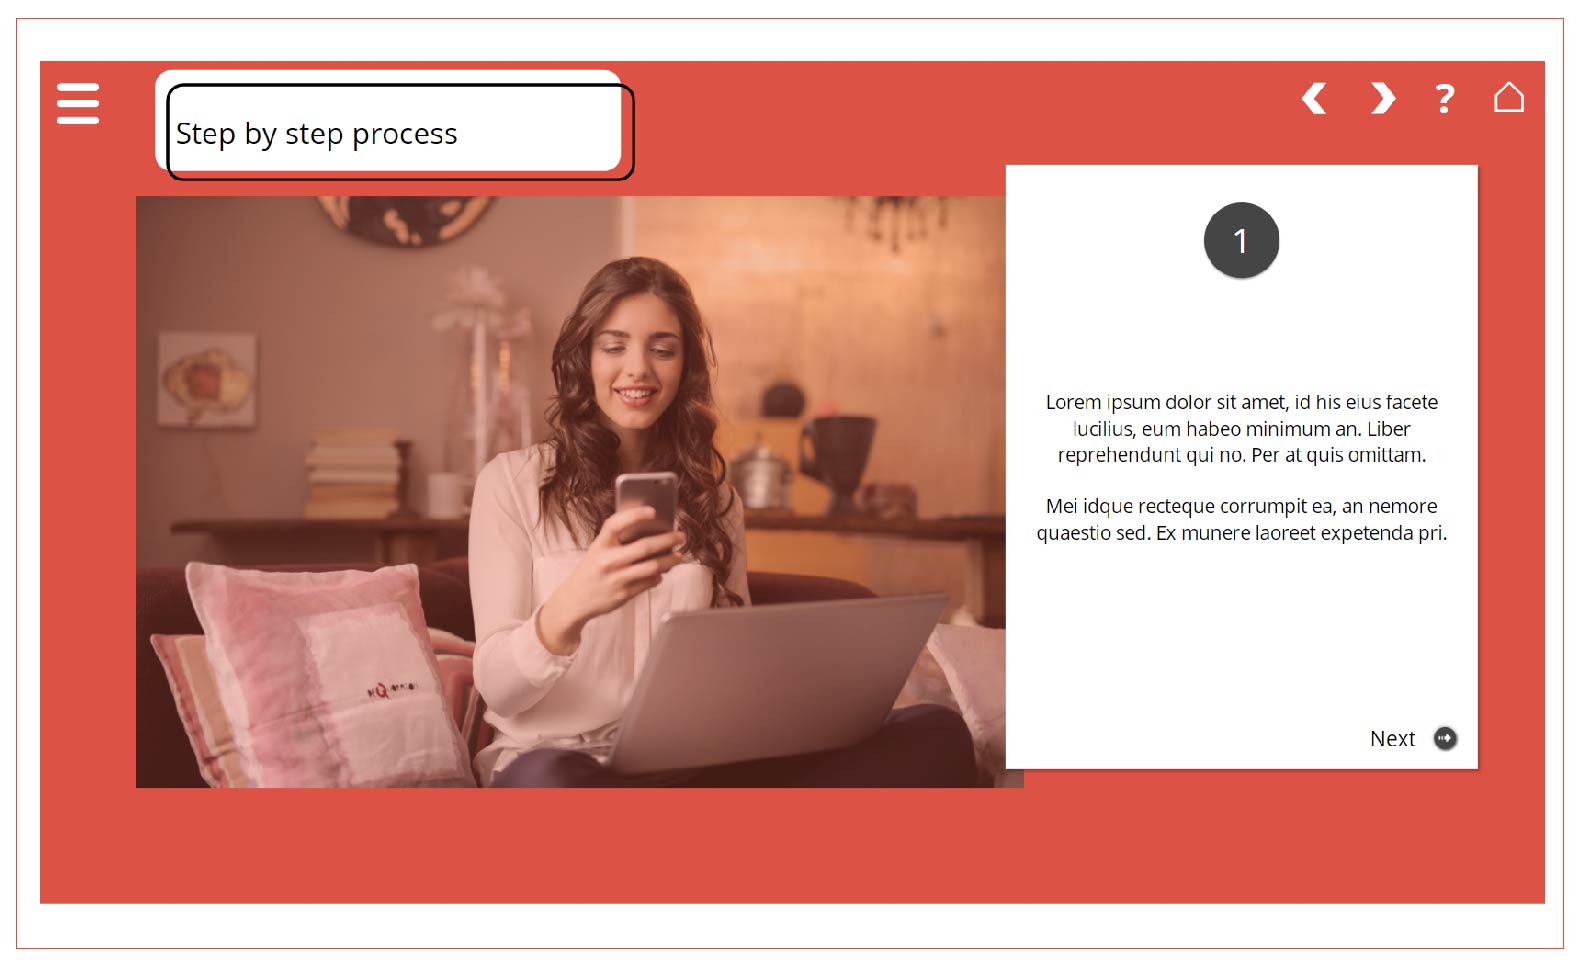 Step by step process
?
1
Lorem ipsum dolor sit amet, id his eius facete
lucilius, eum habeo minimum an. Liber
reprehendunt qui no. Per at quis omittam.
Mei idque recteque corrumpit ea, an nemore
quaestio sed. Ex munere laoreet expetenda pri.
Next